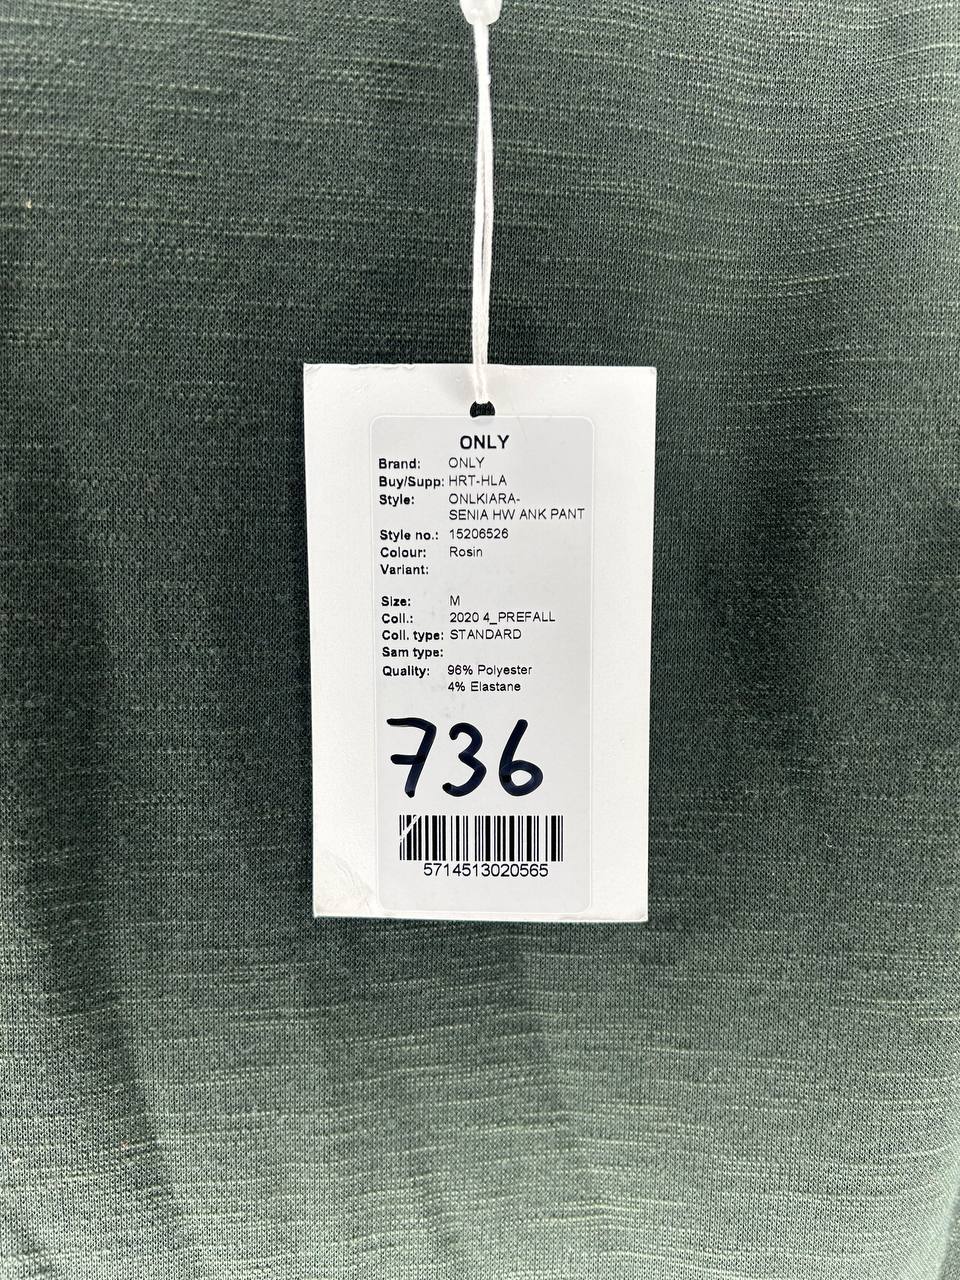 ONLY
Brand: ONLY
Buy/Supp: HRT-HLA
Style: ONLKIARA-
SENIA HW ANK PANT
Style no.: 15206526
Colour: Rosin
Variant:
Size: M
Coll.: 2020 4_PREFALL
Coll. type: STANDARD
Sam type:
Quality: 96% Polyester
4% Elastane
736
5714513020565